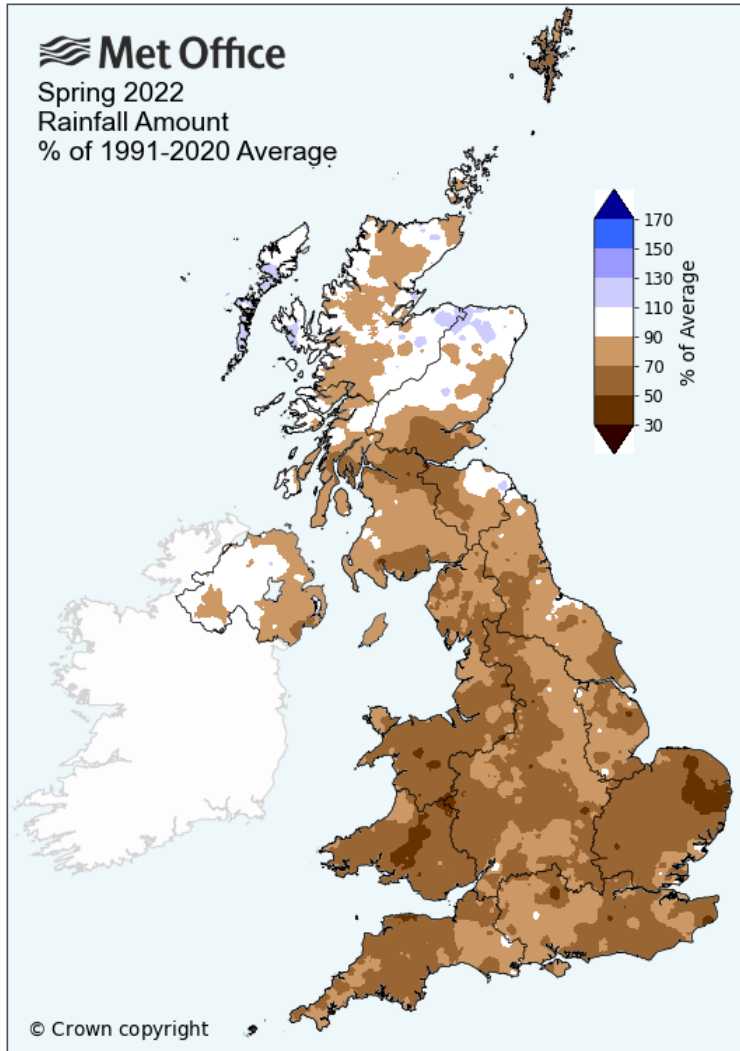 Met Office
Spring 2022
Rainfall Amount
% of 1991-2020 Average
170
150
130
110
90
70
50
30
% of Average
© Crown copyright